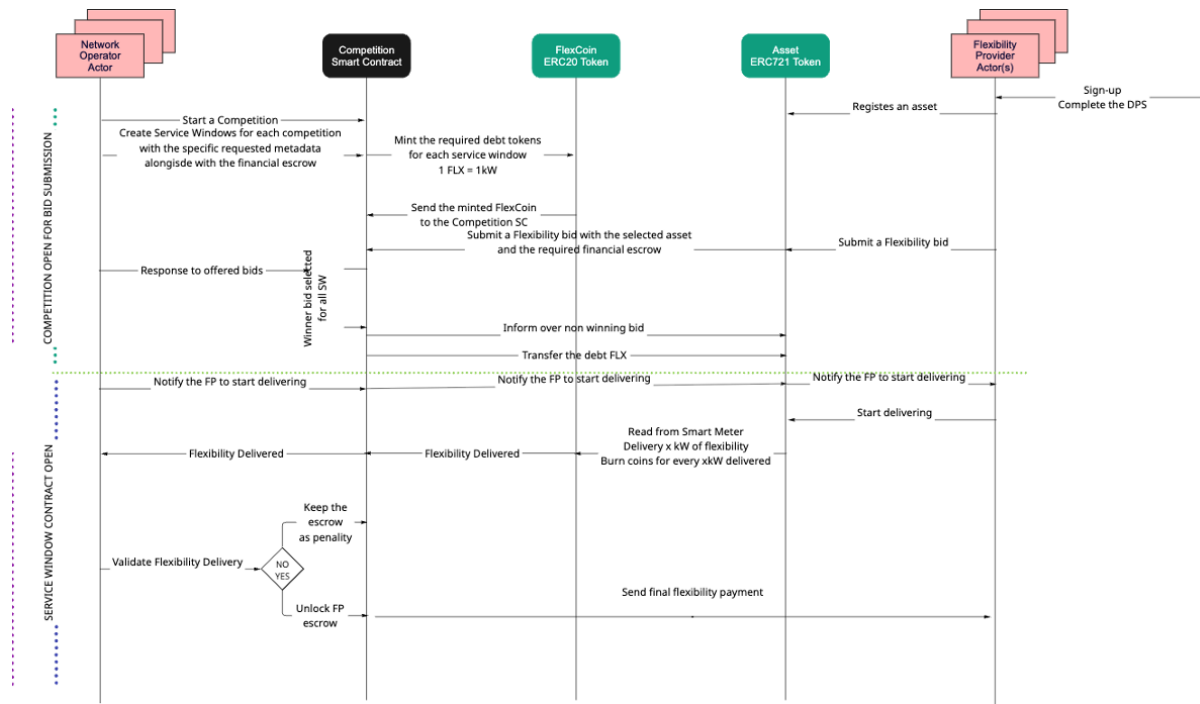 Network
Operator
Actor
Competition
Smart Contract
FlexCoin
ERC20 Token
Asset
ERC721 Token
Flexibility
Provider
Actor(s)
Sign-up
Complete the DPS
Registes an asset
Start a Competition
Create Service Windows for each competition
with the specific requested metadata
alongisde with the financial escrow
Mint the required debt tokens
for each service window
1 FLX = 1kW
Send the minted FlexCoin
to the Competition SC
Submit a Flexibility bid with the selected asset
and the required financial escrow
Submit a Flexibility bid
Response to offered bids
Winner bid selected
for all SW
Inform over non winning bid
Transfer the debt FLX
COMPETITION OPEN FOR BID SUBMISSION
Notify the FP to start delivering
Notify the FP to start delivering
Notify the FP to start delivering
Start delivering
Read from Smart Meter
Delivery x kW of flexibility
Burn coins for every xkW delivered
Flexibility Delivered
Flexibility Delivered
SERVICE WINDOW CONTRACT OPEN
Keep the
escrow
as penality
Validate Flexibility Delivery
NO
YES
Unlock FP
escrow
Send final flexibility payment